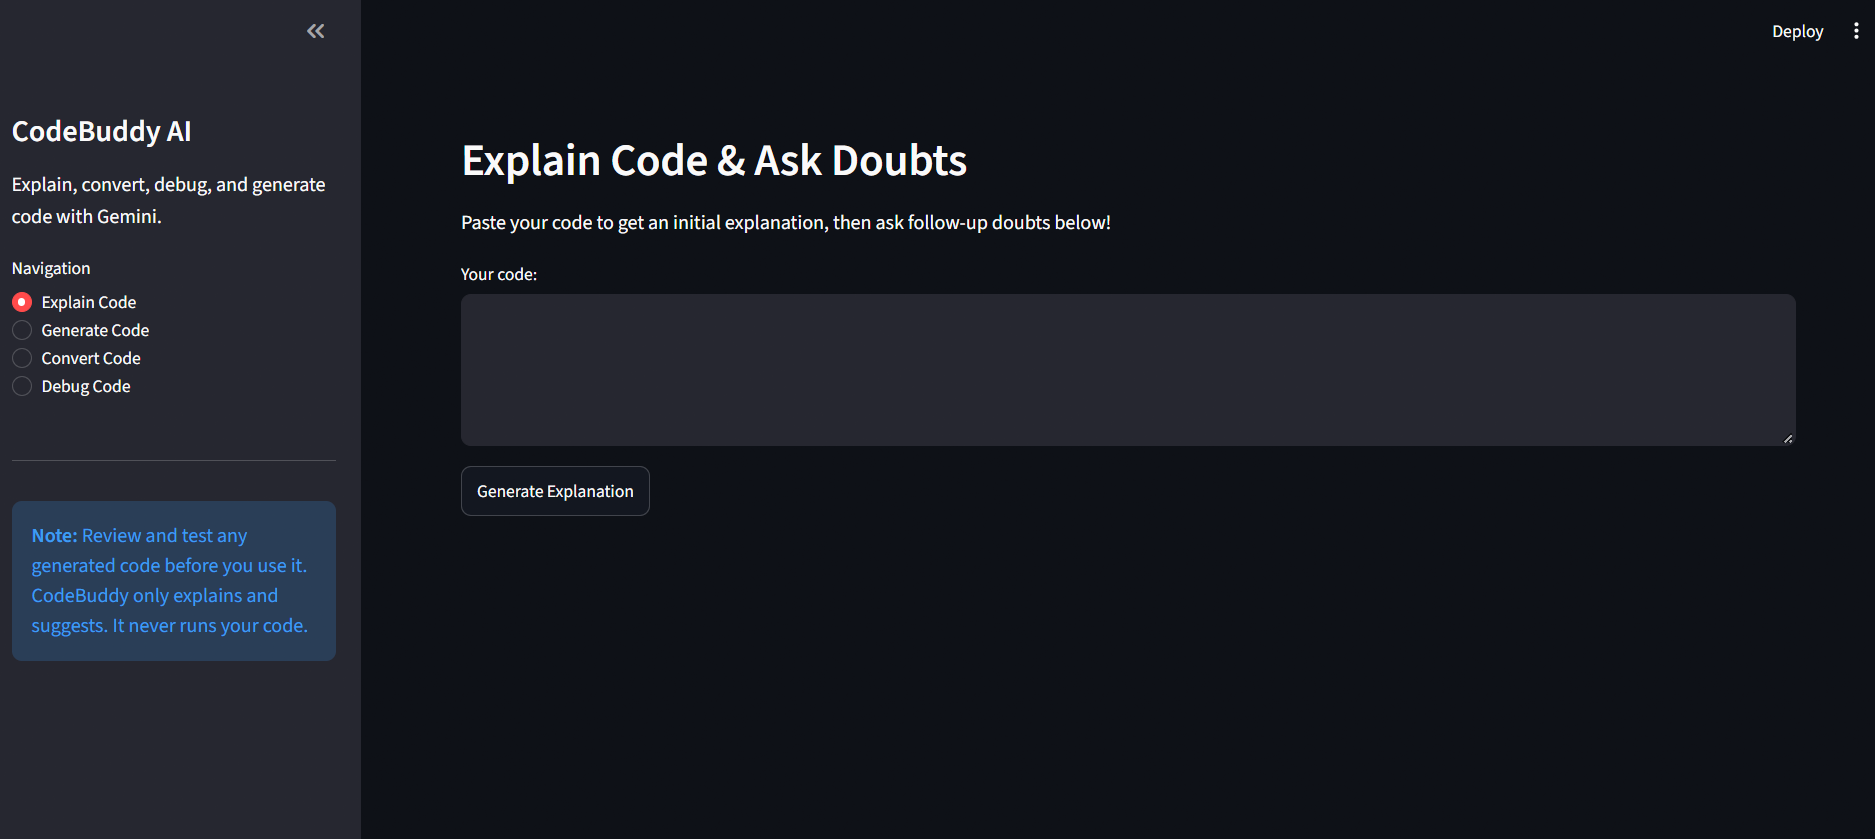 Deploy
CodeBuddy AI
Explain, convert, debug, and generate
code with Gemini.
Navigation
Explain Code
Generate Code
Convert Code
Debug Code
Note: Review and test any
generated code before you use it.
CodeBuddy only explains and
suggests. It never runs your code.
Explain Code & Ask Doubts
Paste your code to get an initial explanation, then ask follow-up doubts below!
Your code:
Generate Explanation